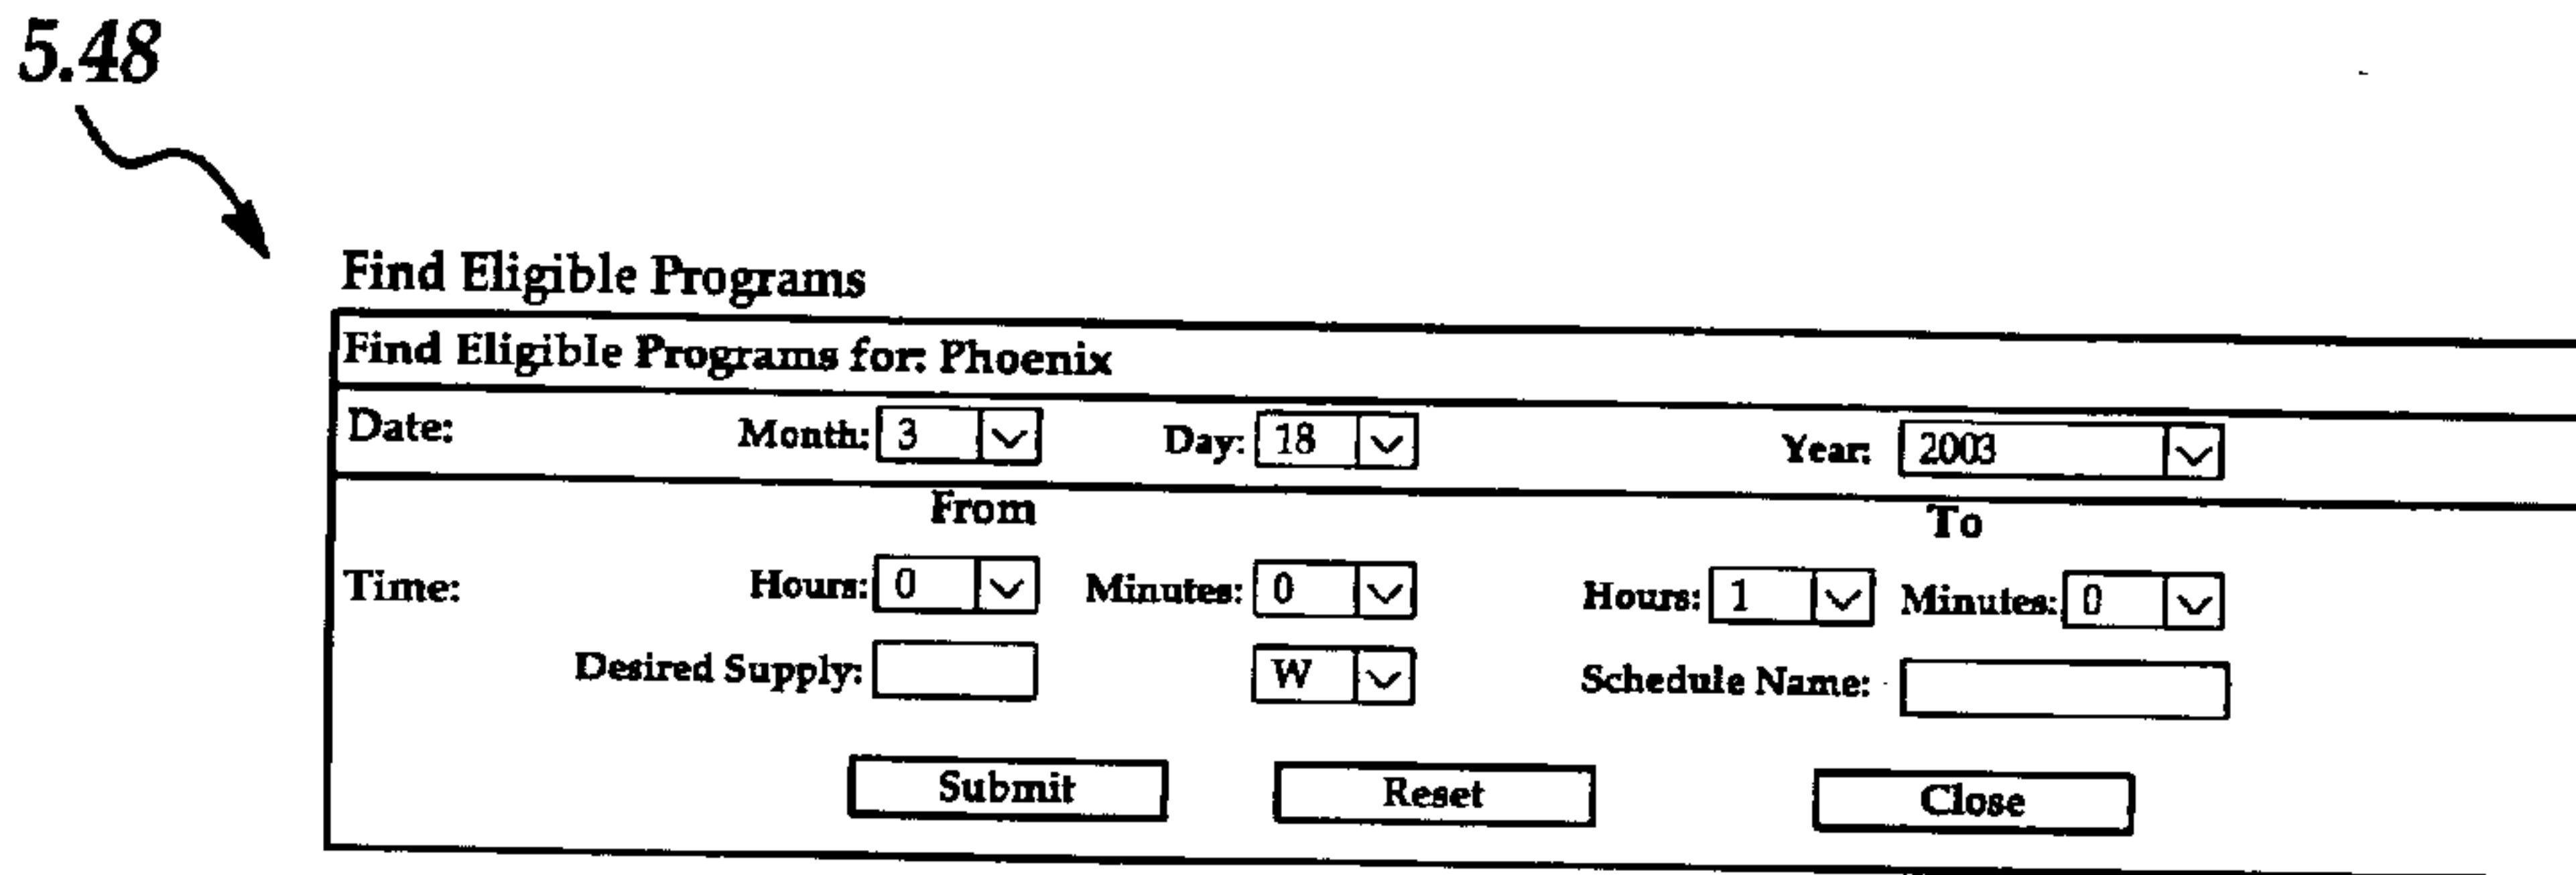 5.48
Find Eligible Programs
Find Eligible Programs for: Phoenix
Date: Month: 3 Day: 18 Year: 2003
From To
Time: Hours: 0 Minutes: 0 Hours: 1 Minutes: 0
Desired Supply: W Schedule Name:
Submit Reset Close